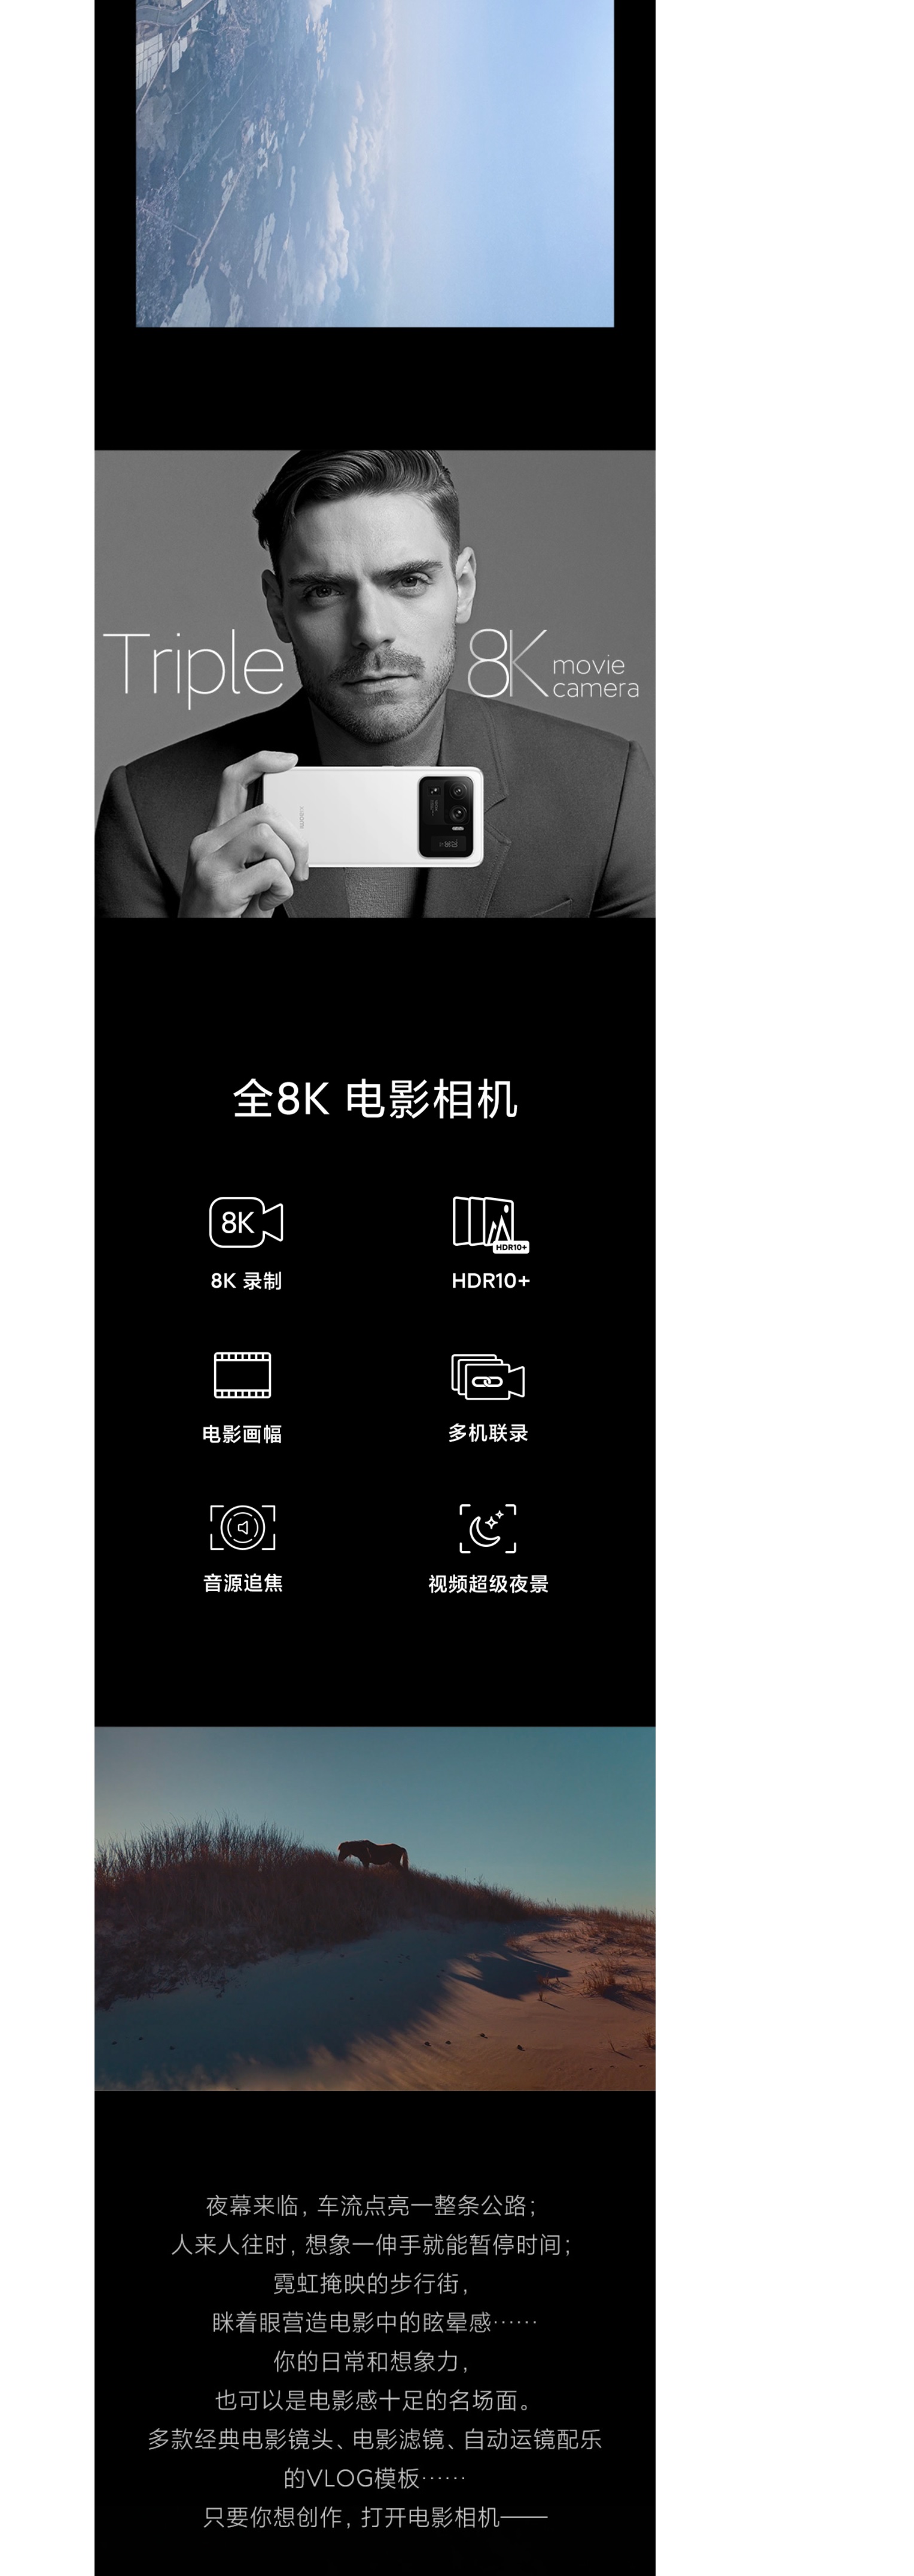 Triple
8K movie
camera
XIAOMI
全8K 电影相机
8K
HDR10+
8K 录制
HDR10+
电影画幅
多机联录
音源追焦
视频超级夜景
夜幕来临，车流点亮一整条公路；
人来人往时，想象一伸手就能暂停时间；
霓虹掩映的步行街，
眯着眼营造电影中的眩晕感……
你的日常和想象力，
也可以是电影感十足的名场面。
多款经典电影镜头、电影滤镜、自动运镜配乐
的VLOG模板……
只要你想创作，打开电影相机——